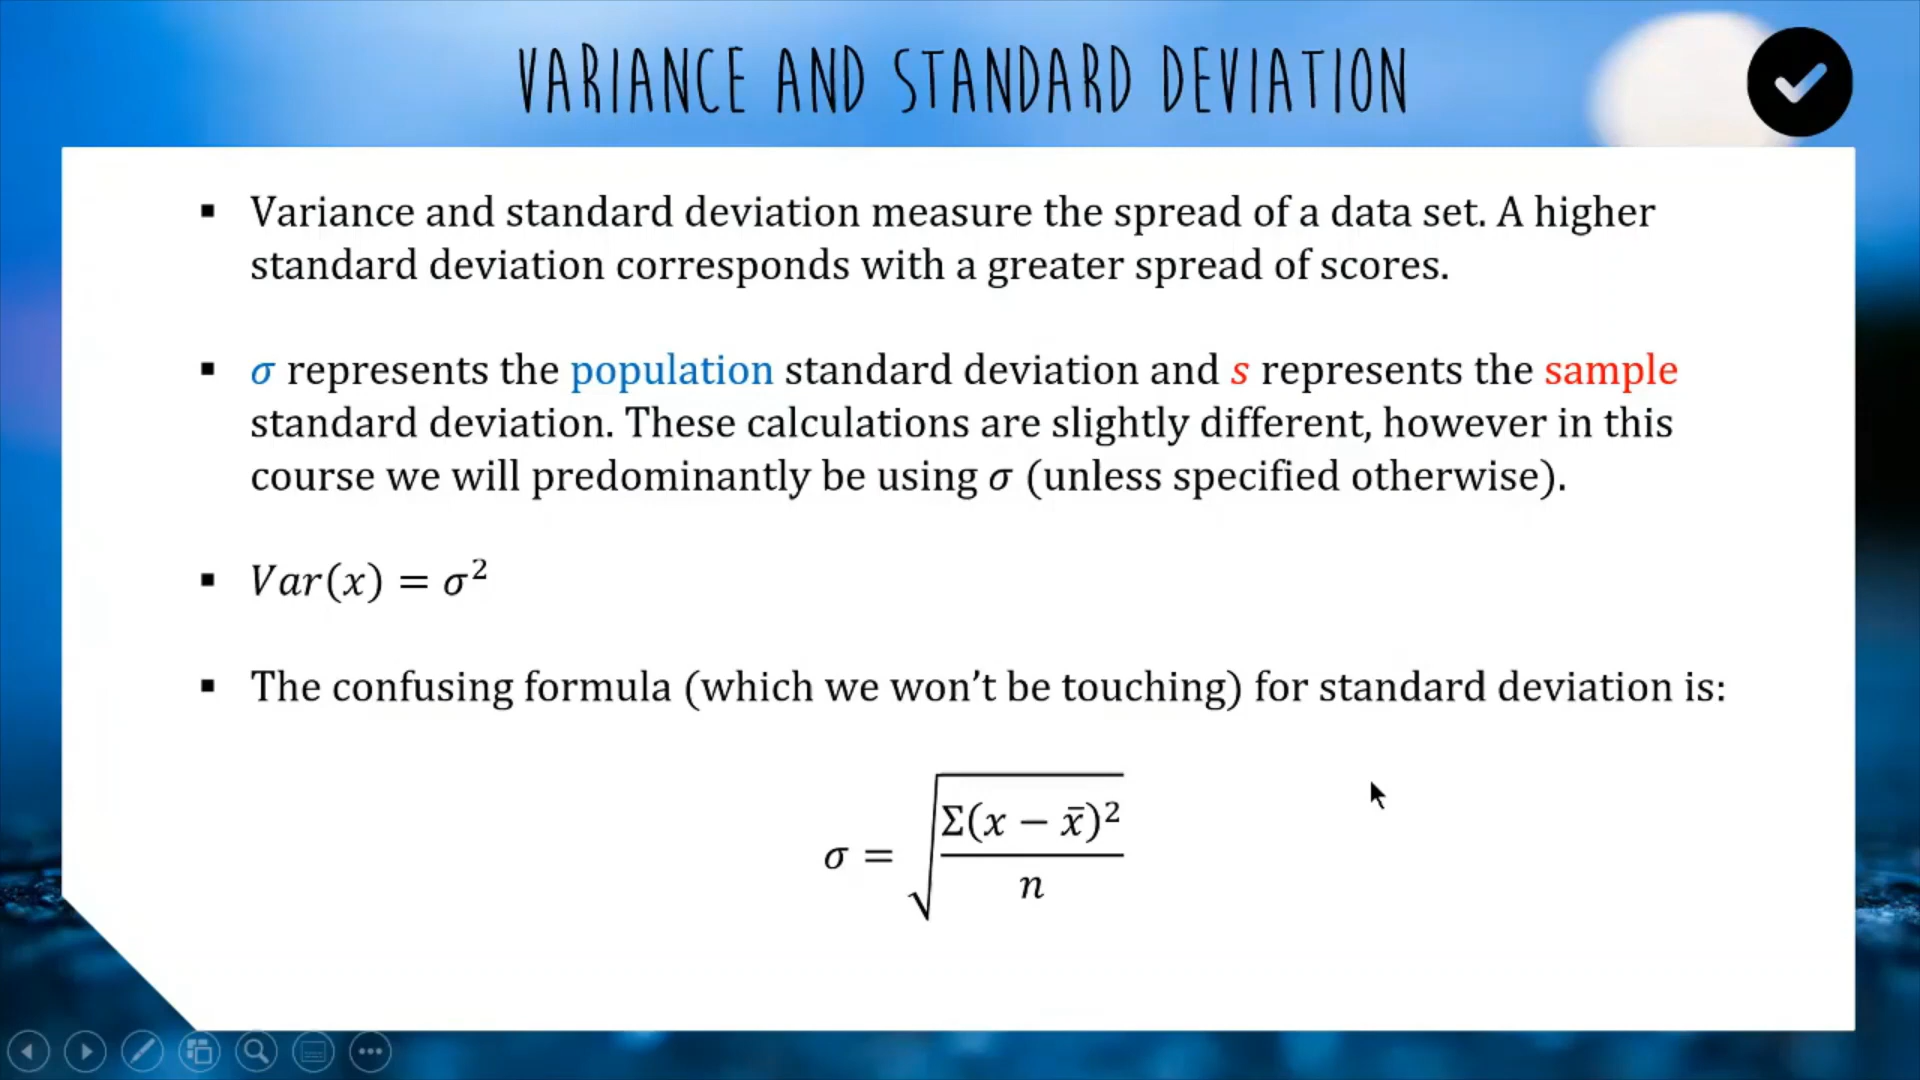 VARIANCE AND STANDARD DEVIATION
▪ Variance and standard deviation measure the spread of a data set. A higher
standard deviation corresponds with a greater spread of scores.
▪ σ represents the population standard deviation and s represents the sample
standard deviation. These calculations are slightly different, however in this
course we will predominantly be using σ (unless specified otherwise).
▪ Var(x) = σ²
▪ The confusing formula (which we won’t be touching) for standard deviation is:
σ = √(Σ(x − x̄)² / n)